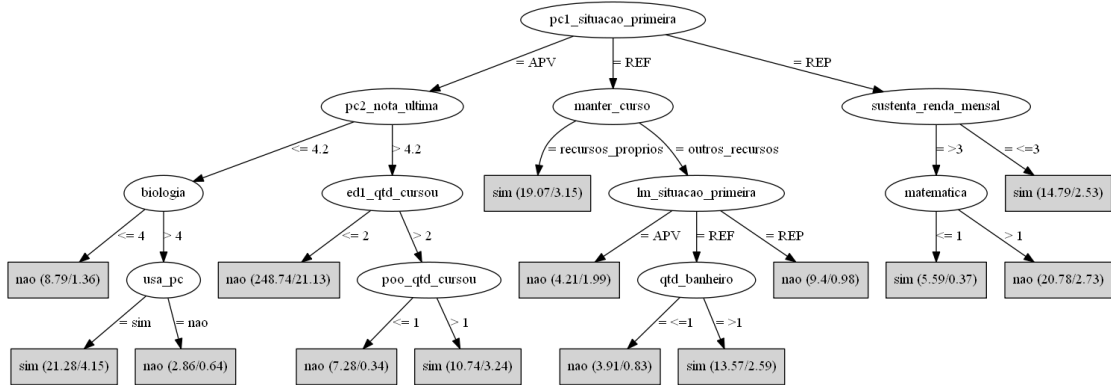 pc1_situacao_primeira
= APV
= REF
= REP
pc2_nota_ultima
manter_curso
sustenta_renda_mensal
<= 4.2
> 4.2
= recursos_proprios
= outros_recursos
= >3
= <=3
biologia
ed1_qtd_cursou
sim (19.07/3.15)
lm_situacao_primeira
matematica
sim (14.79/2.53)
<= 4
> 4
<= 2
> 2
= APV
= REF
= REP
<= 1
> 1
nao (8.79/1.36)
usa_pc
nao (248.74/21.13)
poo_qtd_cursou
nao (4.21/1.99)
qtd_banheiro
nao (9.4/0.98)
sim (5.59/0.37)
nao (20.78/2.73)
= sim
= nao
<= 1
> 1
= <=1
= >1
sim (21.28/4.15)
nao (2.86/0.64)
nao (7.28/0.34)
sim (10.74/3.24)
nao (3.91/0.83)
sim (13.57/2.59)